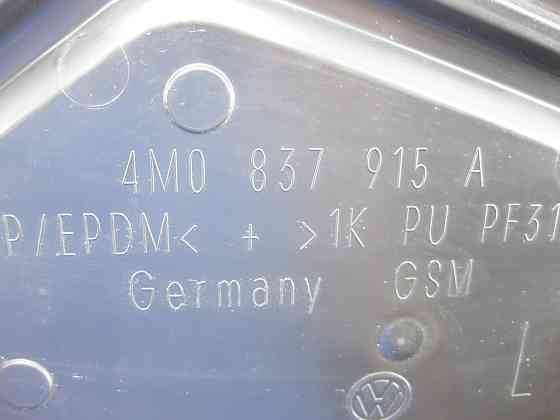 4M0 837 915 A
P/EPDM< + >1K PU PF31
Germany GSM
L